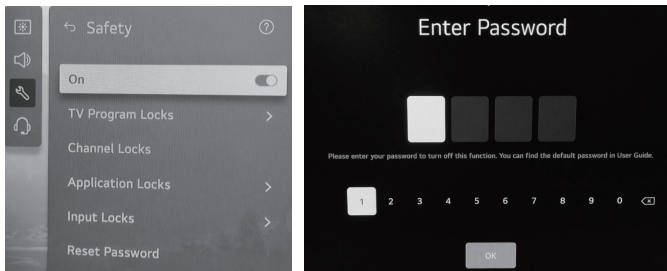 Safety
On
TV Program Locks
Channel Locks
Application Locks
Input Locks
Reset Password
Enter Password
Please enter your password to turn off this function. You can find the default password in User Guide.
1 2 3 4 5 6 7 8 9 0
OK